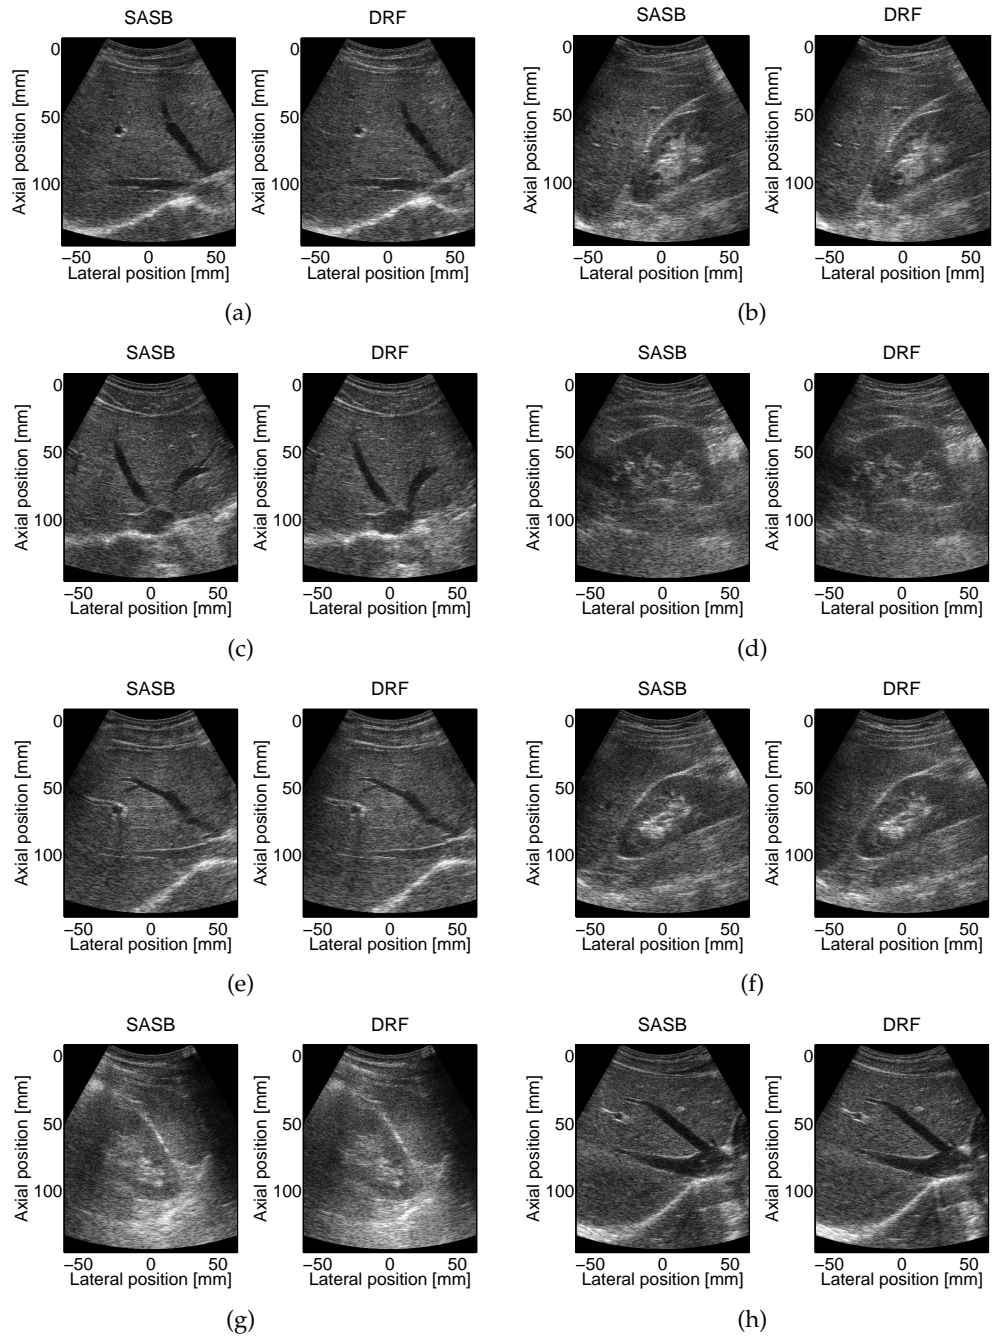 SASB DRF SASB DRF
0 0 0 0
50 50 50 50
100 100 100 100
Axial position [mm] Axial position [mm] Axial position [mm] Axial position [mm]
−50 0 50 −50 0 50 −50 0 50 −50 0 50
Lateral position [mm] Lateral position [mm] Lateral position [mm] Lateral position [mm]
(a) (b)
SASB DRF SASB DRF
0 0 0 0
50 50 50 50
100 100 100 100
Axial position [mm] Axial position [mm] Axial position [mm] Axial position [mm]
−50 0 50 −50 0 50 −50 0 50 −50 0 50
Lateral position [mm] Lateral position [mm] Lateral position [mm] Lateral position [mm]
(c) (d)
SASB DRF SASB DRF
0 0 0 0
50 50 50 50
100 100 100 100
Axial position [mm] Axial position [mm] Axial position [mm] Axial position [mm]
−50 0 50 −50 0 50 −50 0 50 −50 0 50
Lateral position [mm] Lateral position [mm] Lateral position [mm] Lateral position [mm]
(e) (f)
SASB DRF SASB DRF
0 0 0 0
50 50 50 50
100 100 100 100
Axial position [mm] Axial position [mm] Axial position [mm] Axial position [mm]
−50 0 50 −50 0 50 −50 0 50 −50 0 50
Lateral position [mm] Lateral position [mm] Lateral position [mm] Lateral position [mm]
(g) (h)